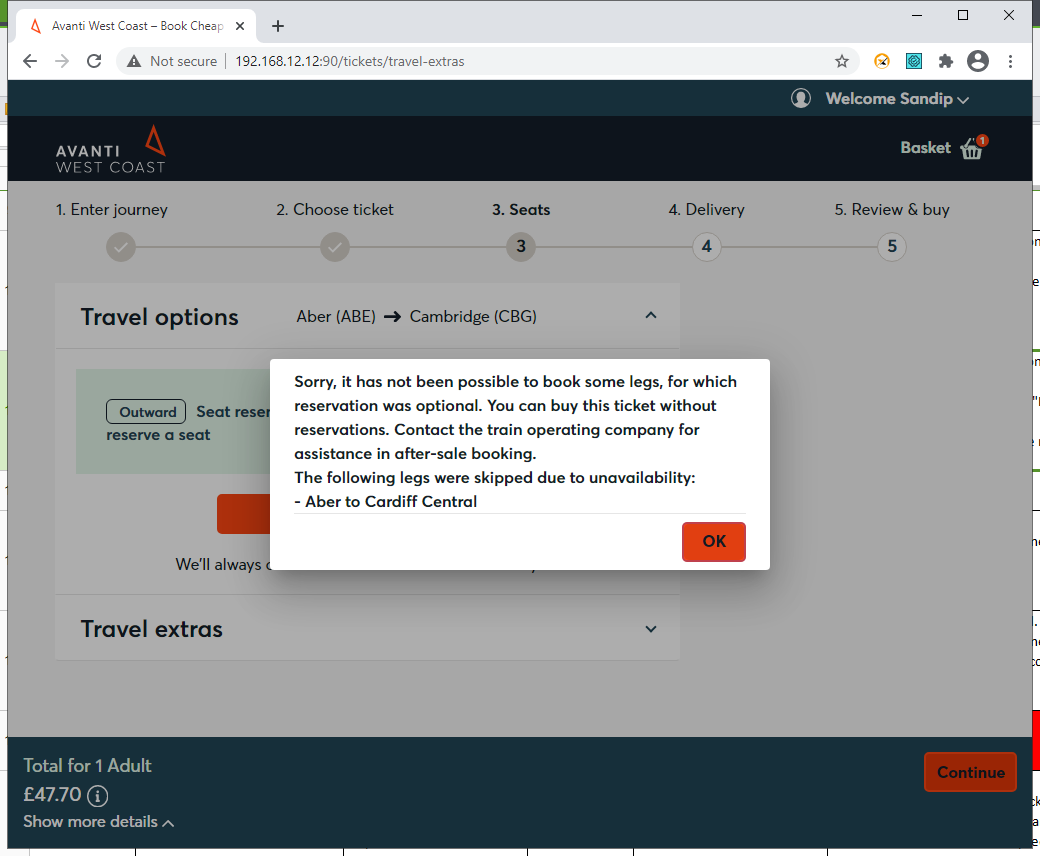 Avanti West Coast – Book Cheap
Not secure | 192.168.12.12:90/tickets/travel-extras
Welcome Sandip
AVANTI
WEST COAST
Basket 1
1. Enter journey 2. Choose ticket 3. Seats 4. Delivery 5. Review & buy
3 4 5
Travel options Aber (ABE) → Cambridge (CBG)
Outward Seat
reserve a seat
Sorry, it has not been possible to book some legs, for which
reservation was optional. You can buy this ticket without
reservations. Contact the train operating company for
assistance in after-sale booking.
The following legs were skipped due to unavailability:
- Aber to Cardiff Central
OK
We'll always
Travel extras
Total for 1 Adult
£47.70
Show more details
Continue